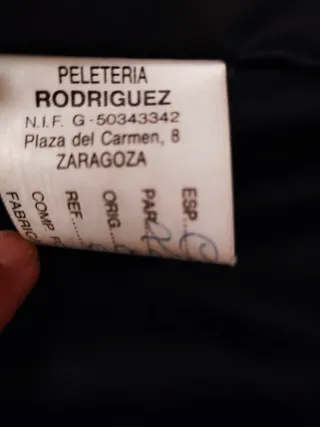 PELETERIA
RODRIGUEZ
N.I.F. G-50343342
Plaza del Carmen, 8
ZARAGOZA
ESP.
PAR
ORIG.
REF.
COMP.
FABRIC